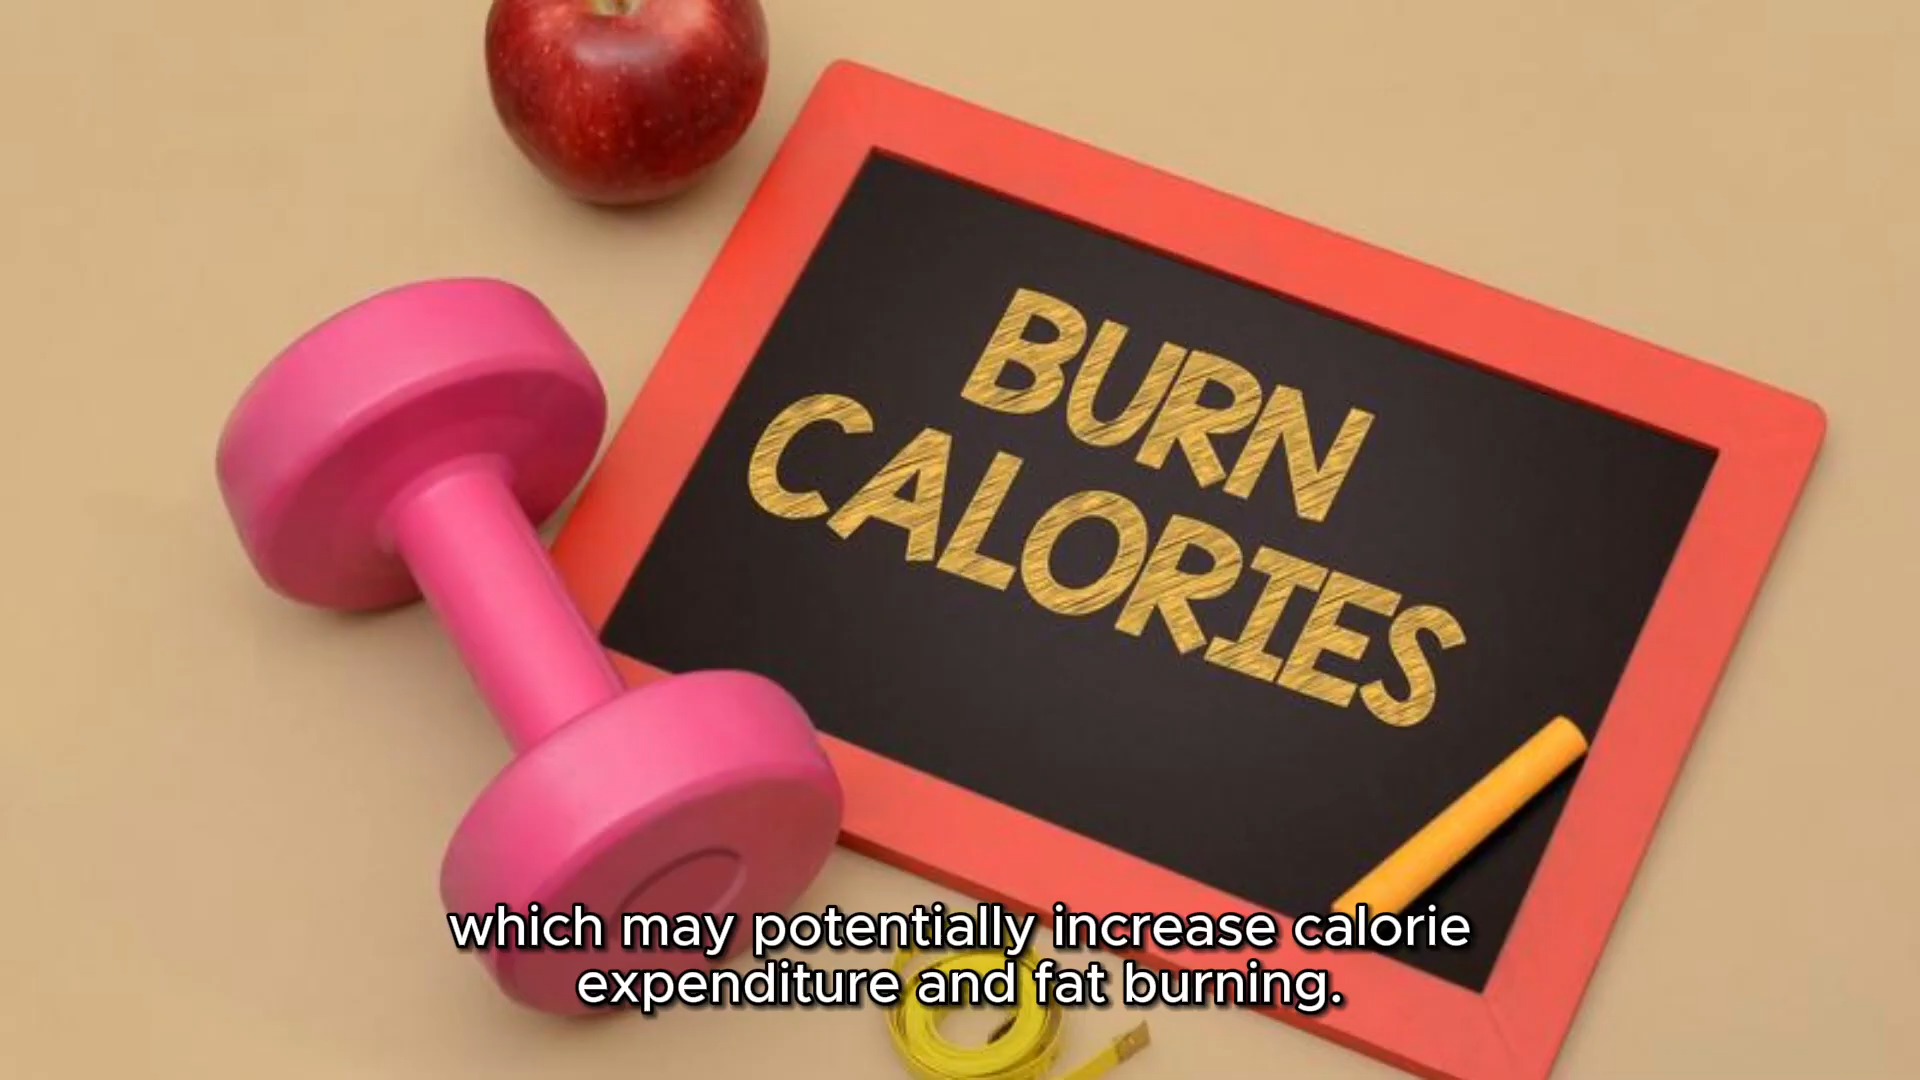 BURN
CALORIES
which may potentially increase calorie
expenditure and fat burning.